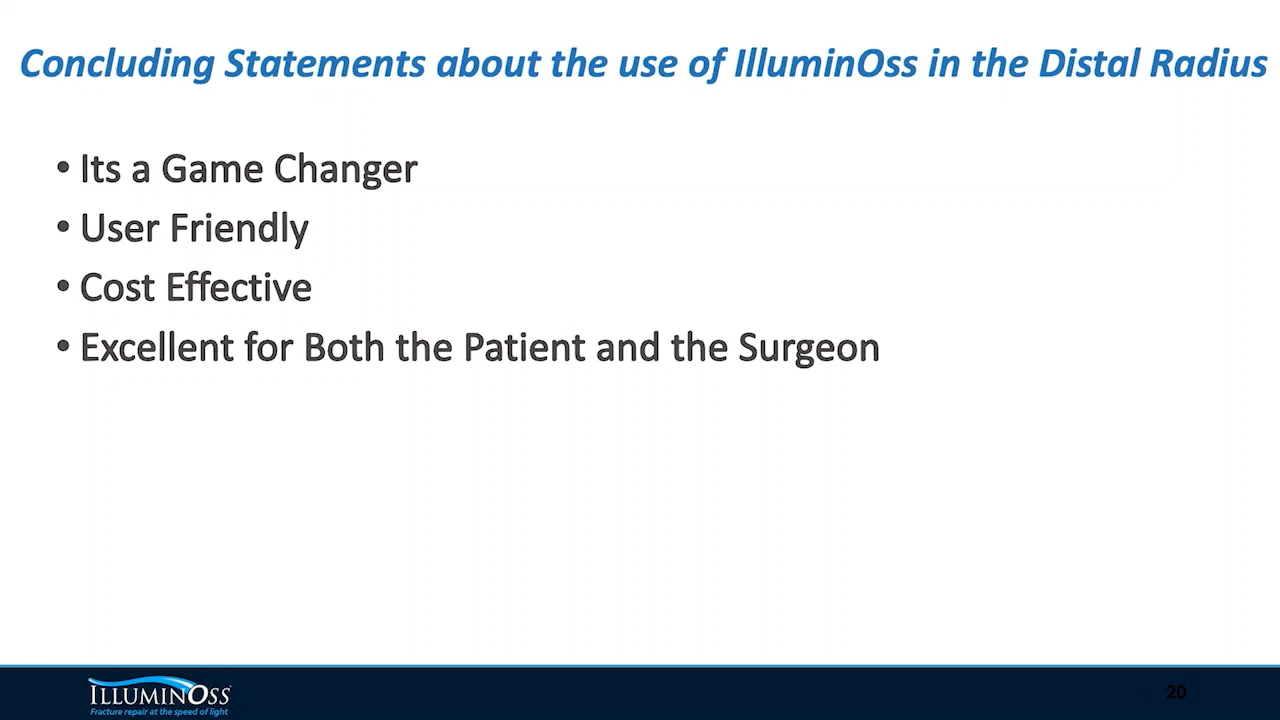 Concluding Statements about the use of IlluminOss in the Distal Radius
• Its a Game Changer
• User Friendly
• Cost Effective
• Excellent for Both the Patient and the Surgeon
ILLUMINOSS
Fracture repair at the speed of light
20